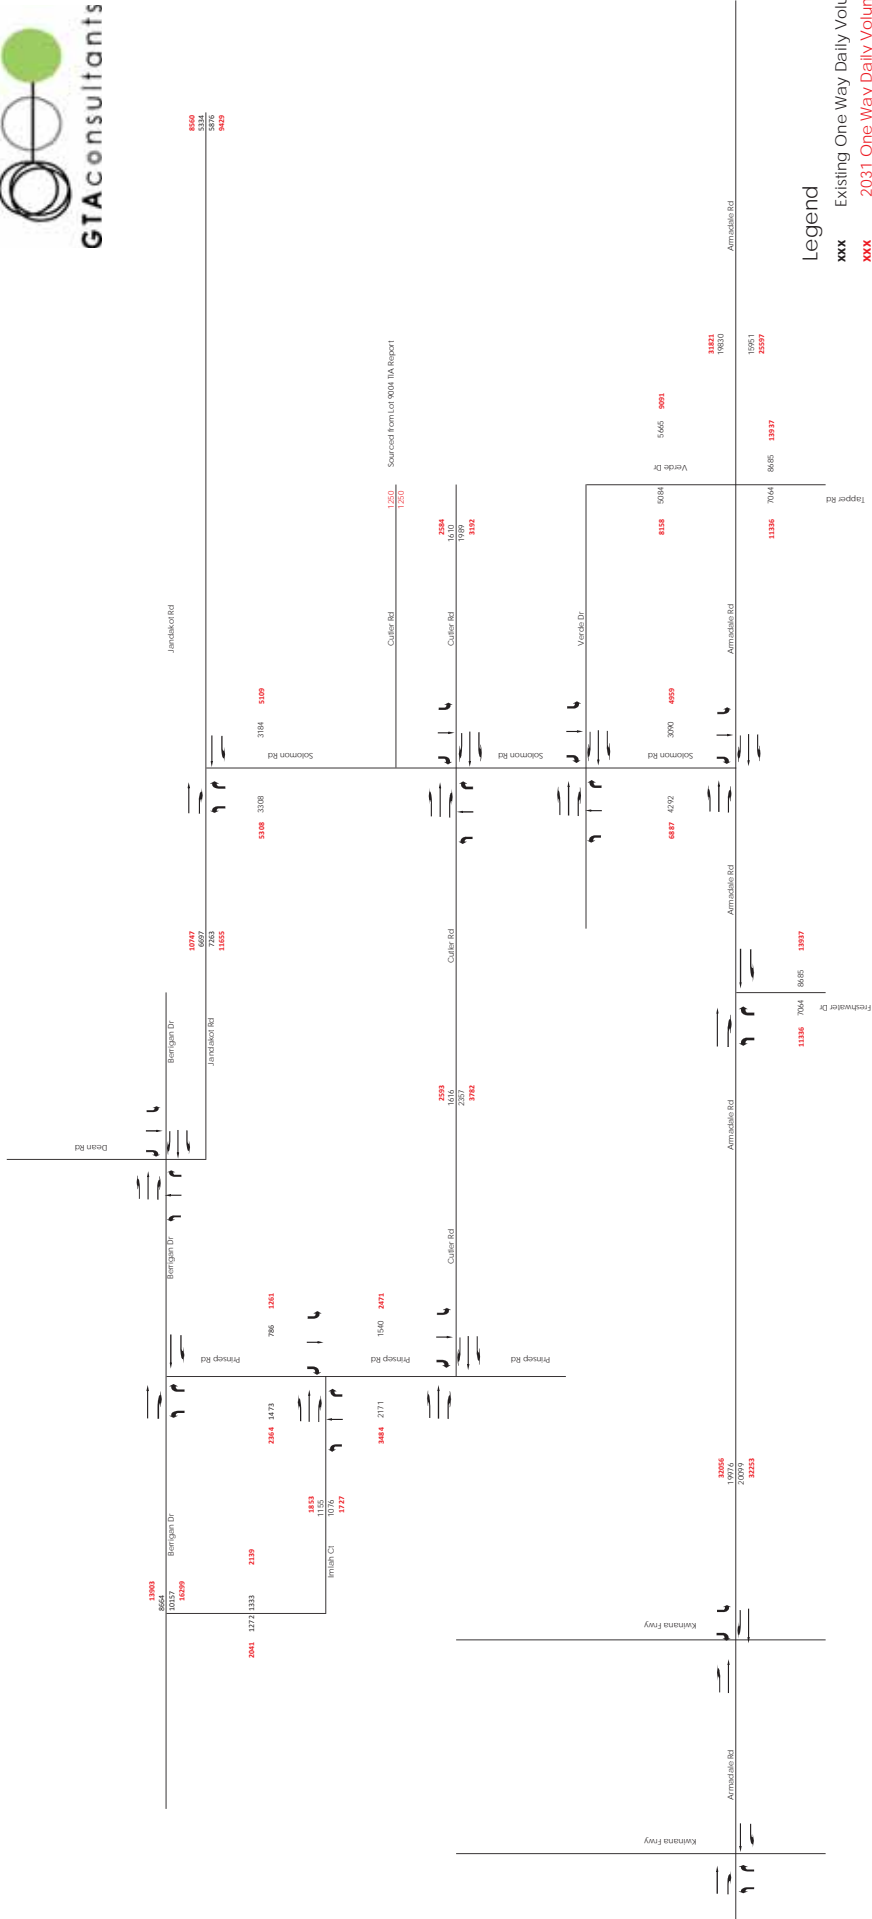 GTAconsultants
8560
5334
5876
9429
Jandakot Rd
Armadale Rd
Legend
xxx Existing One Way Daily Volu
xxx 2031 One Way Daily Volum
31821
19830
15951
25597
Sourced from Lot 9004 TIA Report
1250
1250
Cutler Rd
2584
1610
1989
3192
Cutler Rd
5665 9091
Verde Dr
8158 5084
8685 13937
11336 7064
Tapper Rd
Verde Dr
Armadale Rd
3184 5109
Solomon Rd
5308 3308
Solomon Rd
3090 4959
Solomon Rd
6887 4292
10747
6697
7263
11655
Jandakot Rd
Berrigan Dr
Dean Rd
Cutler Rd
Armadale Rd
8685 13937
11336 7064
Freshwater Dr
2593
1616
2357
3782
Armadale Rd
Berrigan Dr
Cutler Rd
786 1261
Prinsep Rd
2364 1473
1540 2471
Prinsep Rd
3484 2171
Prinsep Rd
1853
1155
1076
1727
Imlah Ct
Berrigan Dr
13903
8664
10157
16299
2041 1272 1333 2139
32056
19976
20099
32253
Kwinana Frwy
Armadale Rd
Kwinana Frwy